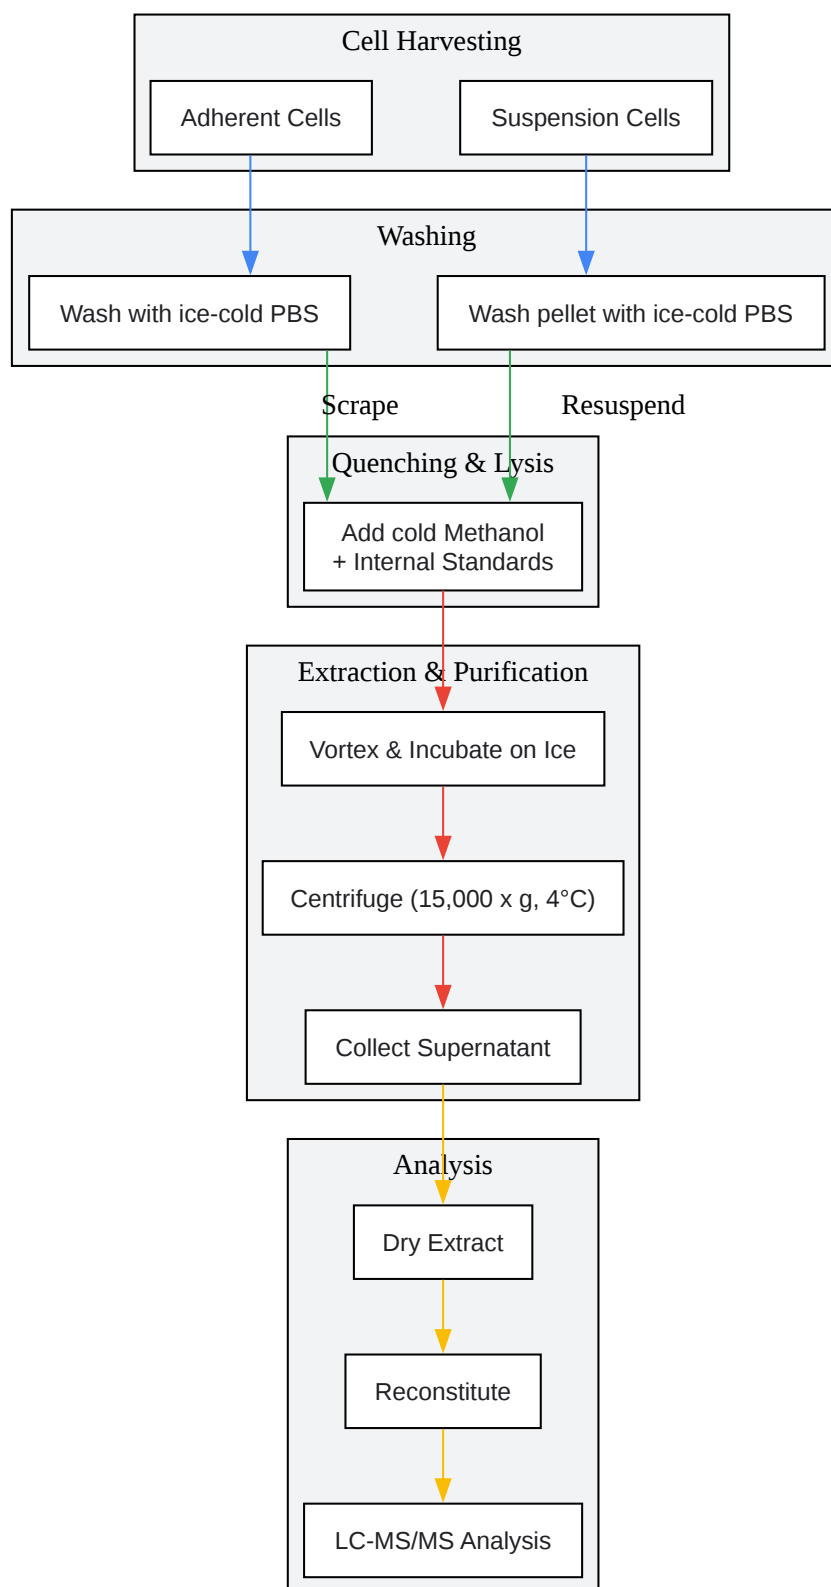 Cell Harvesting
Adherent Cells
Suspension Cells
Washing
Wash with ice-cold PBS
Wash pellet with ice-cold PBS
Scrape
Resuspend
Quenching & Lysis
Add cold Methanol
+ Internal Standards
Extraction & Purification
Vortex & Incubate on Ice
Centrifuge (15,000 x g, 4°C)
Collect Supernatant
Analysis
Dry Extract
Reconstitute
LC-MS/MS Analysis